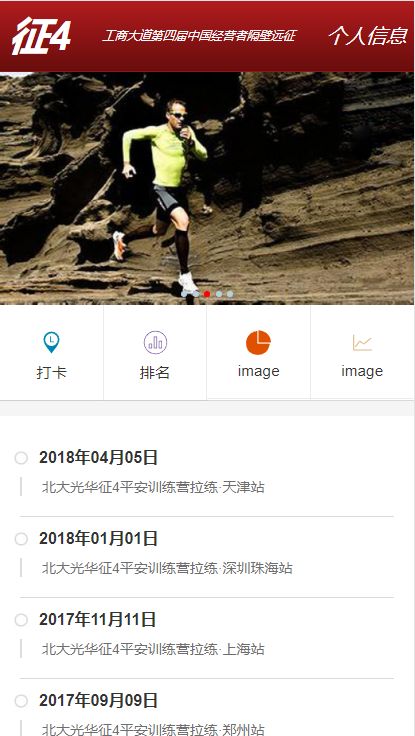 征4
工商大道第四届中国经营者隔壁远征
个人信息
打卡
排名
image
image
2018年04月05日
北大光华征4平安训练营拉练·天津站
2018年01月01日
北大光华征4平安训练营拉练·深圳珠海站
2017年11月11日
北大光华征4平安训练营拉练·上海站
2017年09月09日
北大光华征4平安训练营拉练·郑州站